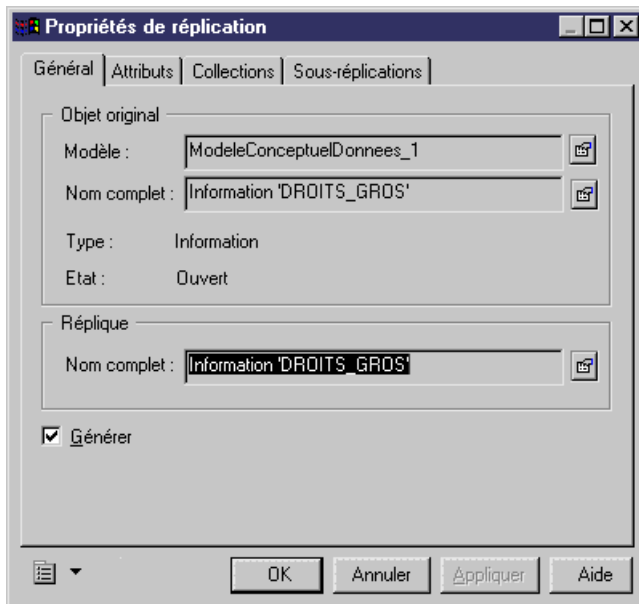 Propriétés de réplication
Général Attributs Collections Sous-réplications
Objet original
Modèle : ModeleConceptuelDonnees_1
Nom complet : Information 'DROITS_GROS'
Type : Information
Etat : Ouvert
Réplique
Nom complet : Information 'DROITS_GROS'
Générer
OK Annuler Appliquer Aide